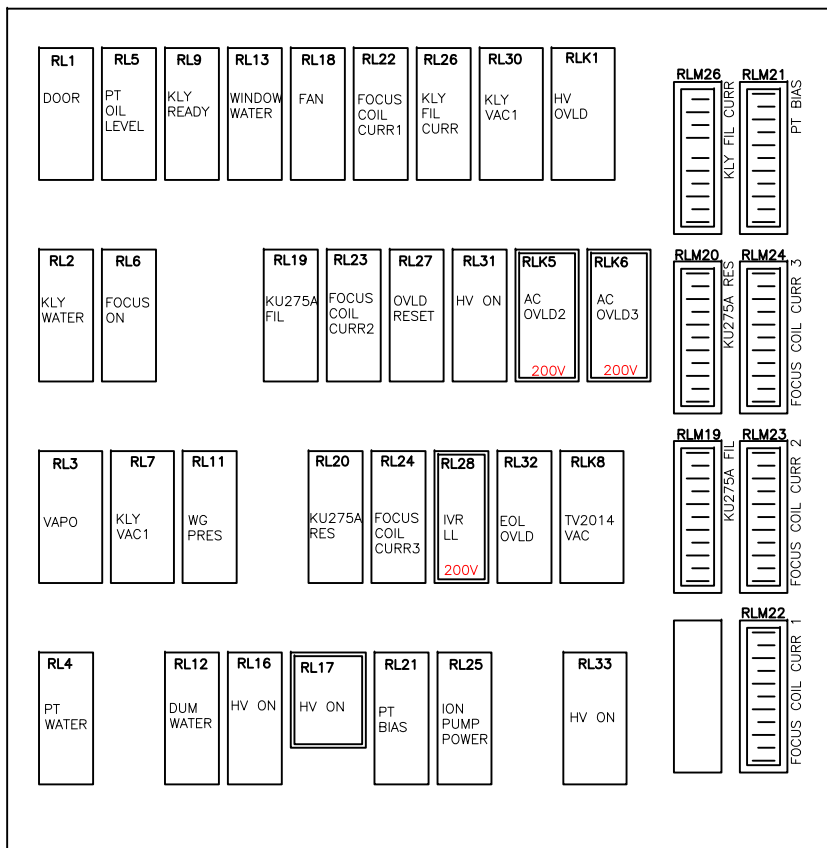 RL1
DOOR
RL5
PT
OIL
LEVEL
RL9
KLY
READY
RL13
WINDOW
WATER
RL18
FAN
RL22
FOCUS
COIL
CURR1
RL26
KLY
FIL
CURR
RL30
KLY
VAC1
RLK1
HV
OVLD
RLM26
KLY FIL CURR
RLM21
PT BIAS
RL2
KLY
WATER
RL6
FOCUS
ON
RL19
KU275A
FIL
RL23
FOCUS
COIL
CURR2
RL27
OVLD
RESET
RL31
HV ON
RLK5
AC
OVLD2
200V
RLK6
AC
OVLD3
200V
RLM20
KU275A RES
RLM24
FOCUS COIL CURR 3
RL3
VAPO
RL7
KLY
VAC1
RL11
WG
PRES
RL20
KU275A
RES
RL24
FOCUS
COIL
CURR3
RL28
IVR
LL
200V
RL32
EOL
OVLD
RLK8
TV2014
VAC
RLM19
KU275A FIL
RLM23
FOCUS COIL CURR 2
RL4
PT
WATER
RL12
DUM
WATER
RL16
HV ON
RL17
HV ON
RL21
PT
BIAS
RL25
ION
PUMP
POWER
RL33
HV ON
RLM22
FOCUS COIL CURR 1